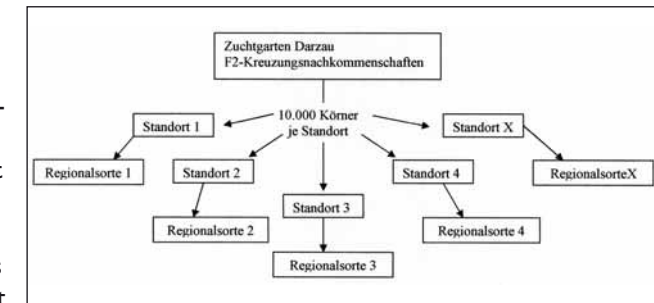 Zuchtgarten Darzau
F2-Kreuzungsnachkommenschaften
10.000 Körner
je Standort
Standort 1
Standort X
Regionalsorte 1
Standort 2
Standort 4
RegionalsorteX
Standort 3
Regionalsorte 2
Regionalsorte 4
Regionalsorte 3